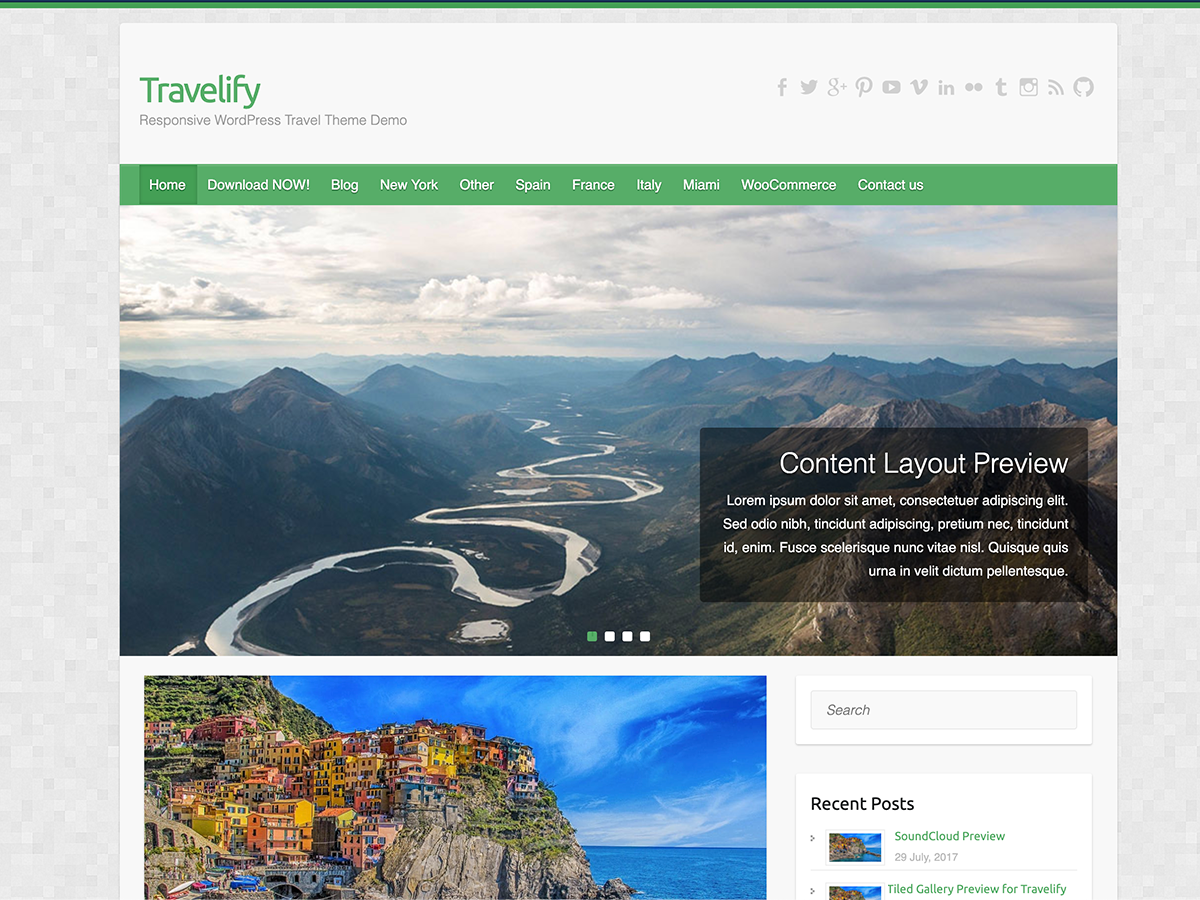 Travelify
Responsive WordPress Travel Theme Demo
Home Download NOW! Blog New York Other Spain France Italy Miami WooCommerce Contact us
Content Layout Preview
Lorem ipsum dolor sit amet, consectetuer adipiscing elit.
Sed odio nibh, tincidunt adipiscing, pretium nec, tincidunt
id, enim. Fusce scelerisque nunc vitae nisl. Quisque quis
urna in velit dictum pellentesque.
Search
Recent Posts
SoundCloud Preview
29 July, 2017
Tiled Gallery Preview for Travelify